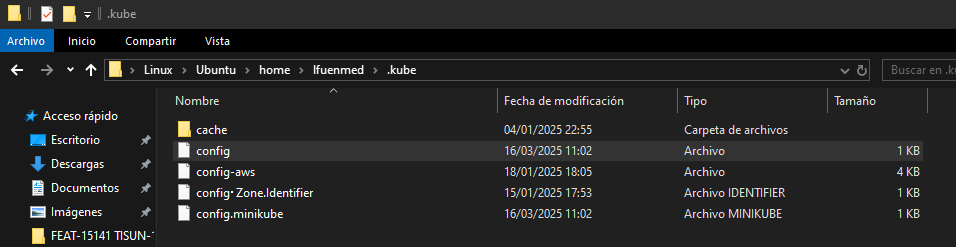 .kube
Archivo Inicio Compartir Vista
Linux Ubuntu home lfuenmed .kube Buscar en .k
Nombre Fecha de modificación Tipo Tamaño
Acceso rápido
Escritorio
Descargas
Documentos
Imágenes
FEAT-15141 TISUN-1
cache 04/01/2025 22:55 Carpeta de archivos
config 16/03/2025 11:02 Archivo 1 KB
config-aws 18/01/2025 18:05 Archivo 4 KB
config·Zone.Identifier 15/01/2025 17:53 Archivo IDENTIFIER 1 KB
config.minikube 16/03/2025 11:02 Archivo MINIKUBE 1 KB